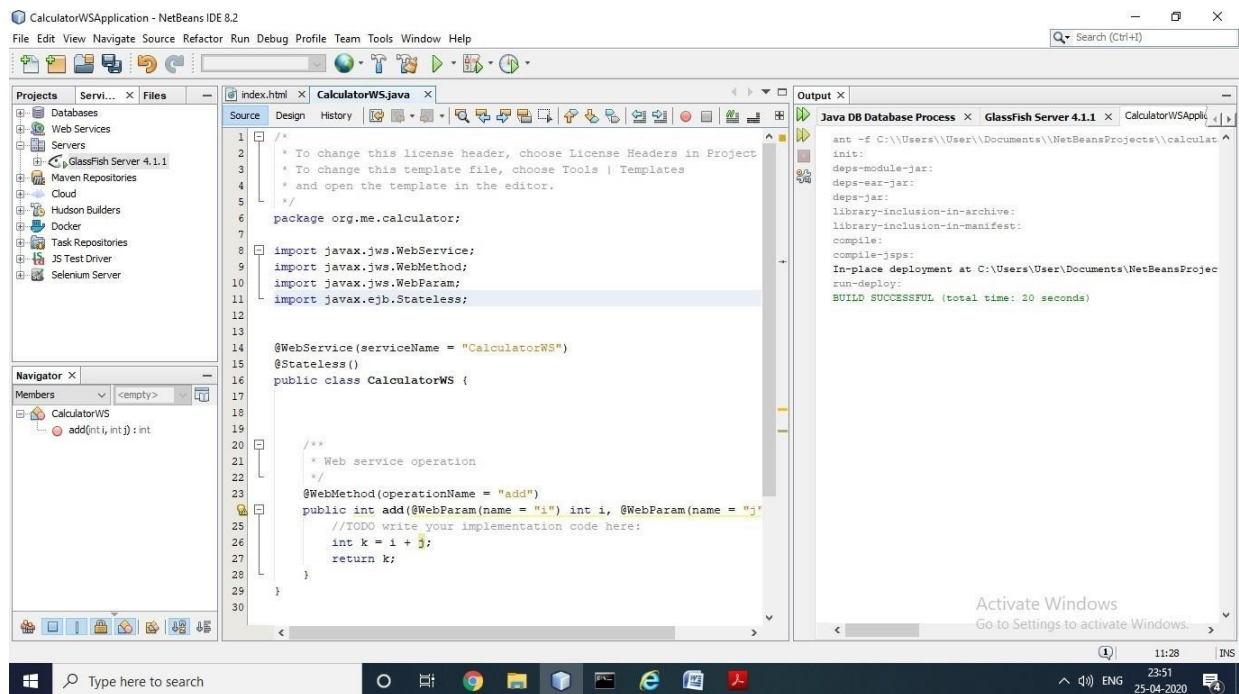 CalculatorWSApplication - NetBeans IDE 8.2
File Edit View Navigate Source Refactor Run Debug Profile Team Tools Window Help
Search (Ctrl+I)
Projects Servi... Files
Databases
Web Services
Servers
GlassFish Server 4.1.1
Maven Repositories
Cloud
Hudson Builders
Docker
Task Repositories
JS Test Driver
Selenium Server
Navigator
Members <empty>
CalculatorWS
add(int i, int j) : int
index.html CalculatorWS.java
Source Design History
1 /*
2 * To change this license header, choose License Headers in Project
3 * To change this template file, choose Tools | Templates
4 * and open the template in the editor.
5 */
6 package org.me.calculator;
7
8 import javax.jws.WebService;
9 import javax.jws.WebMethod;
10 import javax.jws.WebParam;
11 import javax.ejb.Stateless;
12
13
14 @WebService(serviceName = "CalculatorWS")
15 @Stateless()
16 public class CalculatorWS {
17
18
19
20 /**
21 * Web service operation
22 */
23 @WebMethod(operationName = "add")
public int add(@WebParam(name = "i") int i, @WebParam(name = "j"
25 //TODO write your implementation code here:
26 int k = i + j;
27 return k;
28 }
29 }
30
Output
Java DB Database Process GlassFish Server 4.1.1 CalculatorWSAppli
ant -f C:\\Users\\User\\Documents\\NetBeansProjects\\calculat
init:
deps-module-jar:
deps-ear-jar:
deps-jar:
library-inclusion-in-archive:
library-inclusion-in-manifest:
compile:
compile-jsps:
In-place deployment at C:\Users\User\Documents\NetBeansProjec
run-deploy:
BUILD SUCCESSFUL (total time: 20 seconds)
Activate Windows
Go to Settings to activate Windows.
1 11:28 INS
Type here to search
ENG
23:51
25-04-2020
4